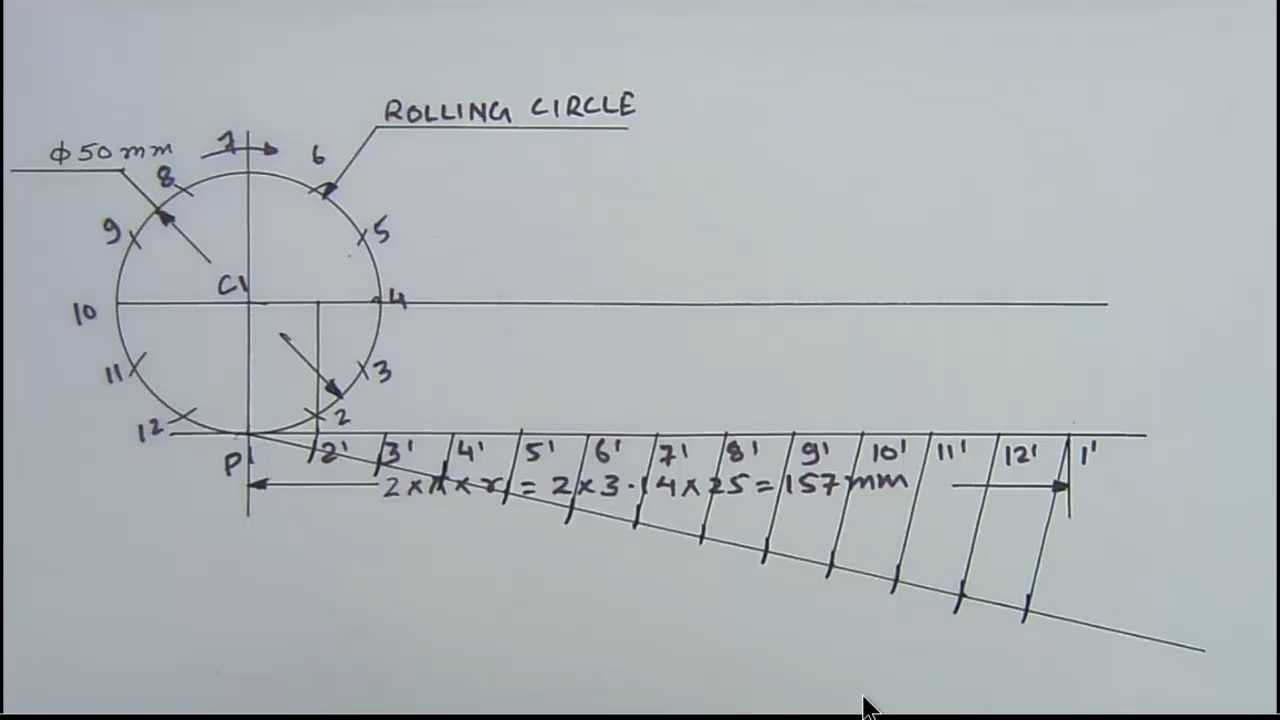 ROLLING CIRCLE
ϕ50mm
7
6
8
9
5
C1
10
4
11
3
12
2
P1
2' 3' 4' 5' 6' 7' 8' 9' 10' 11' 12' 1'
2×π×r = 2×3.14×25 = 157mm